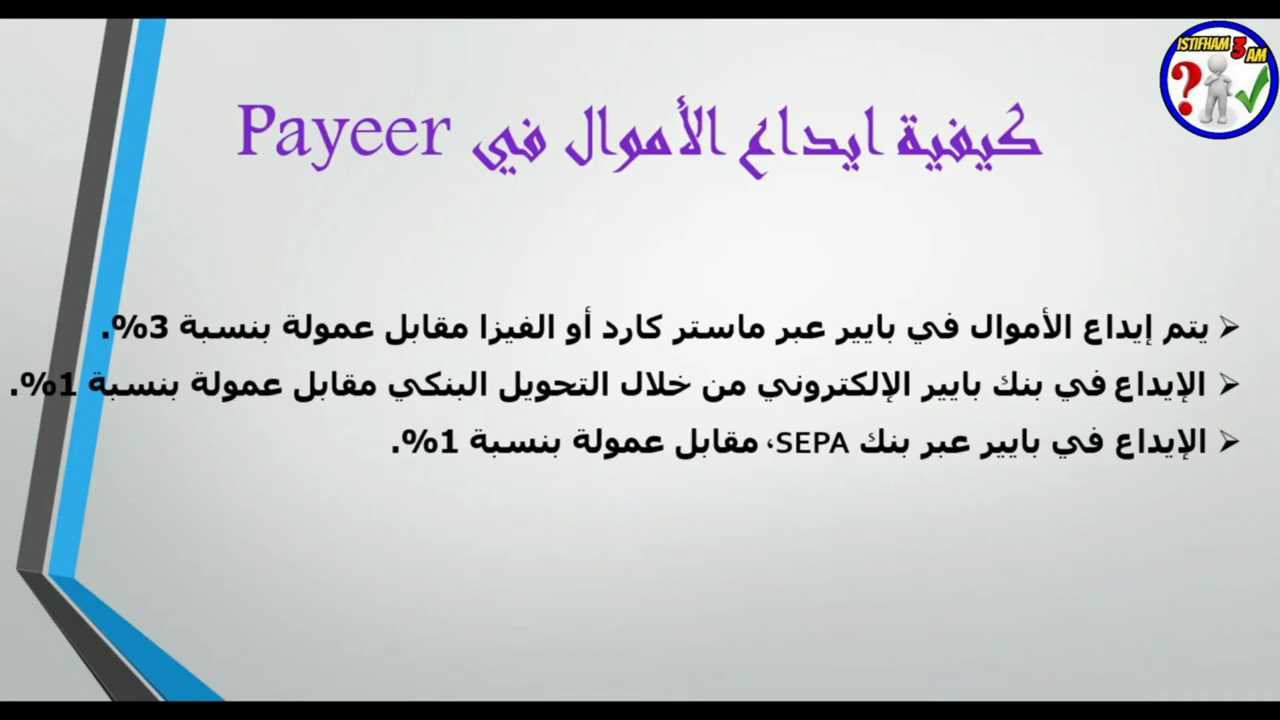 ISTIFHAM 3 AM
كيفية ايداع الأموال في Payeer
يتم إيداع الأموال في بايير عبر ماستر كارد أو الفيزا مقابل عمولة بنسبة 3%.
الإيداع في بنك بايير الإلكتروني من خلال التحويل البنكي مقابل عمولة بنسبة 1%.
الإيداع في بايير عبر بنك SEPA، مقابل عمولة بنسبة 1%.